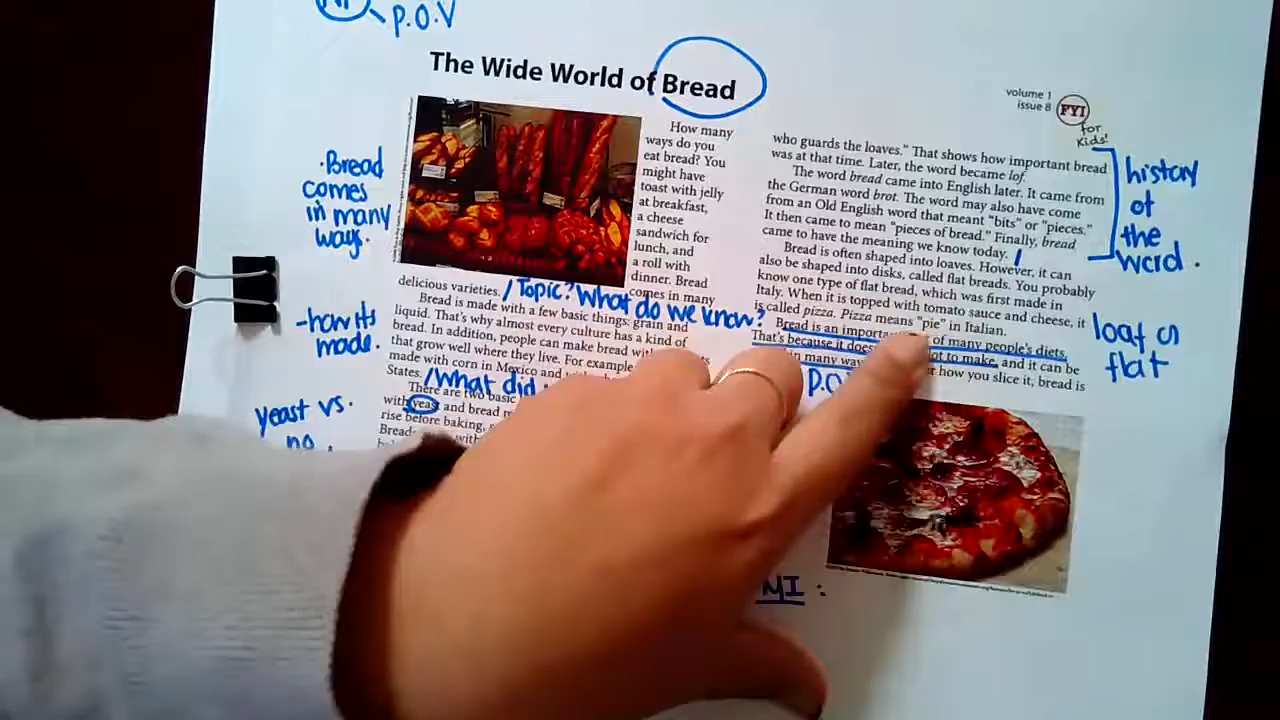 P.O.V
The Wide World of Bread
volume 1
issue 8
FYI
for
Kids!
·Bread
comes
in many
ways.
-how its
made.
yeast vs.
no
How many
ways do you
eat bread? You
might have
toast with jelly
at breakfast,
a cheese
sandwich for
lunch, and
a roll with
dinner. Bread
comes in many
delicious varieties.
/Topic? What do we know?
Bread is made with a few basic things: grain and
liquid. That's why almost every culture has a kind of
bread. In addition, people can make bread
that grow well where they live. For example
made with corn in Mexico and
States.
/What did
There are two basic
with yeast and bread
rise before baking,
Bread
who guards the loaves." That shows how important bread
was at that time. Later, the word became lof.
The word bread came into English later. It came from
the German word brot. The word may also have come
from an Old English word that meant "bits" or "pieces."
It then came to mean "pieces of bread." Finally, bread
came to have the meaning we know today.
Bread is often shaped into loaves. However, it can
also be shaped into disks, called flat breads. You probably
know one type of flat bread, which was first made in
Italy. When it is topped with tomato sauce and cheese, it
is called pizza. Pizza means "pie" in Italian.
Bread is an of many people's diets.
That's because it to make, and it can be
in many how you slice it, bread is
P.O
history
of
the
word.
loaf or
flat
MI: